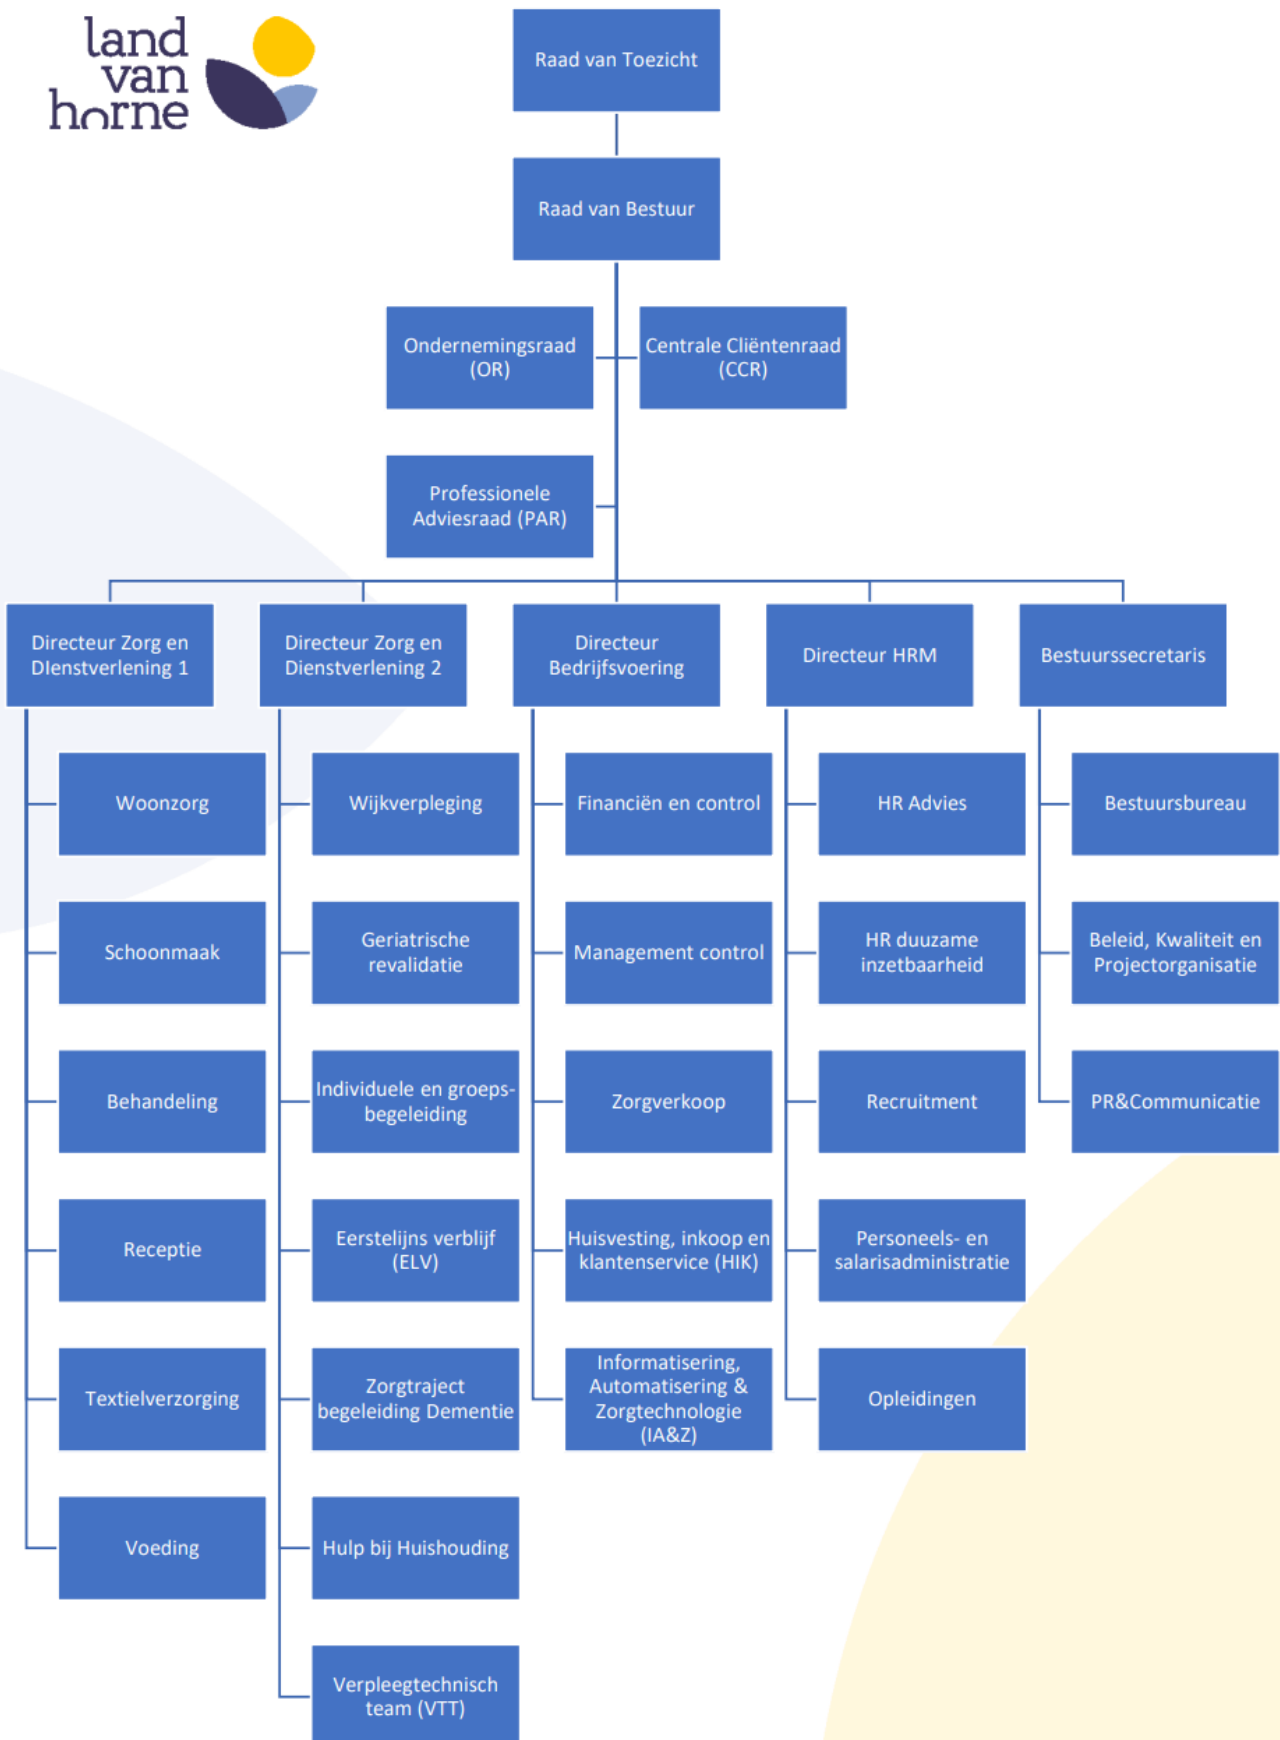 land
van
horne
Raad van Toezicht
Raad van Bestuur
Ondernemingsraad
(OR)
Centrale Cliëntenraad
(CCR)
Professionele
Adviesraad (PAR)
Directeur Zorg en
DIenstverlening 1
Woonzorg
Schoonmaak
Behandeling
Receptie
Textielverzorging
Voeding
Directeur Zorg en
Dienstverlening 2
Wijkverpleging
Geriatrische
revalidatie
Individuele en groeps-
begeleiding
Eerstelijns verblijf
(ELV)
Zorgtraject
begeleiding Dementie
Hulp bij Huishouding
Verpleegtechnisch
team (VTT)
Directeur
Bedrijfsvoering
Financiën en control
Management control
Zorgverkoop
Huisvesting, inkoop en
klantenservice (HIK)
Informatisering,
Automatisering &
Zorgtechnologie
(IA&Z)
Directeur HRM
HR Advies
HR duuzame
inzetbaarheid
Recruitment
Personeels- en
salarisadministratie
Opleidingen
Bestuurssecretaris
Bestuursbureau
Beleid, Kwaliteit en
Projectorganisatie
PR&Communicatie